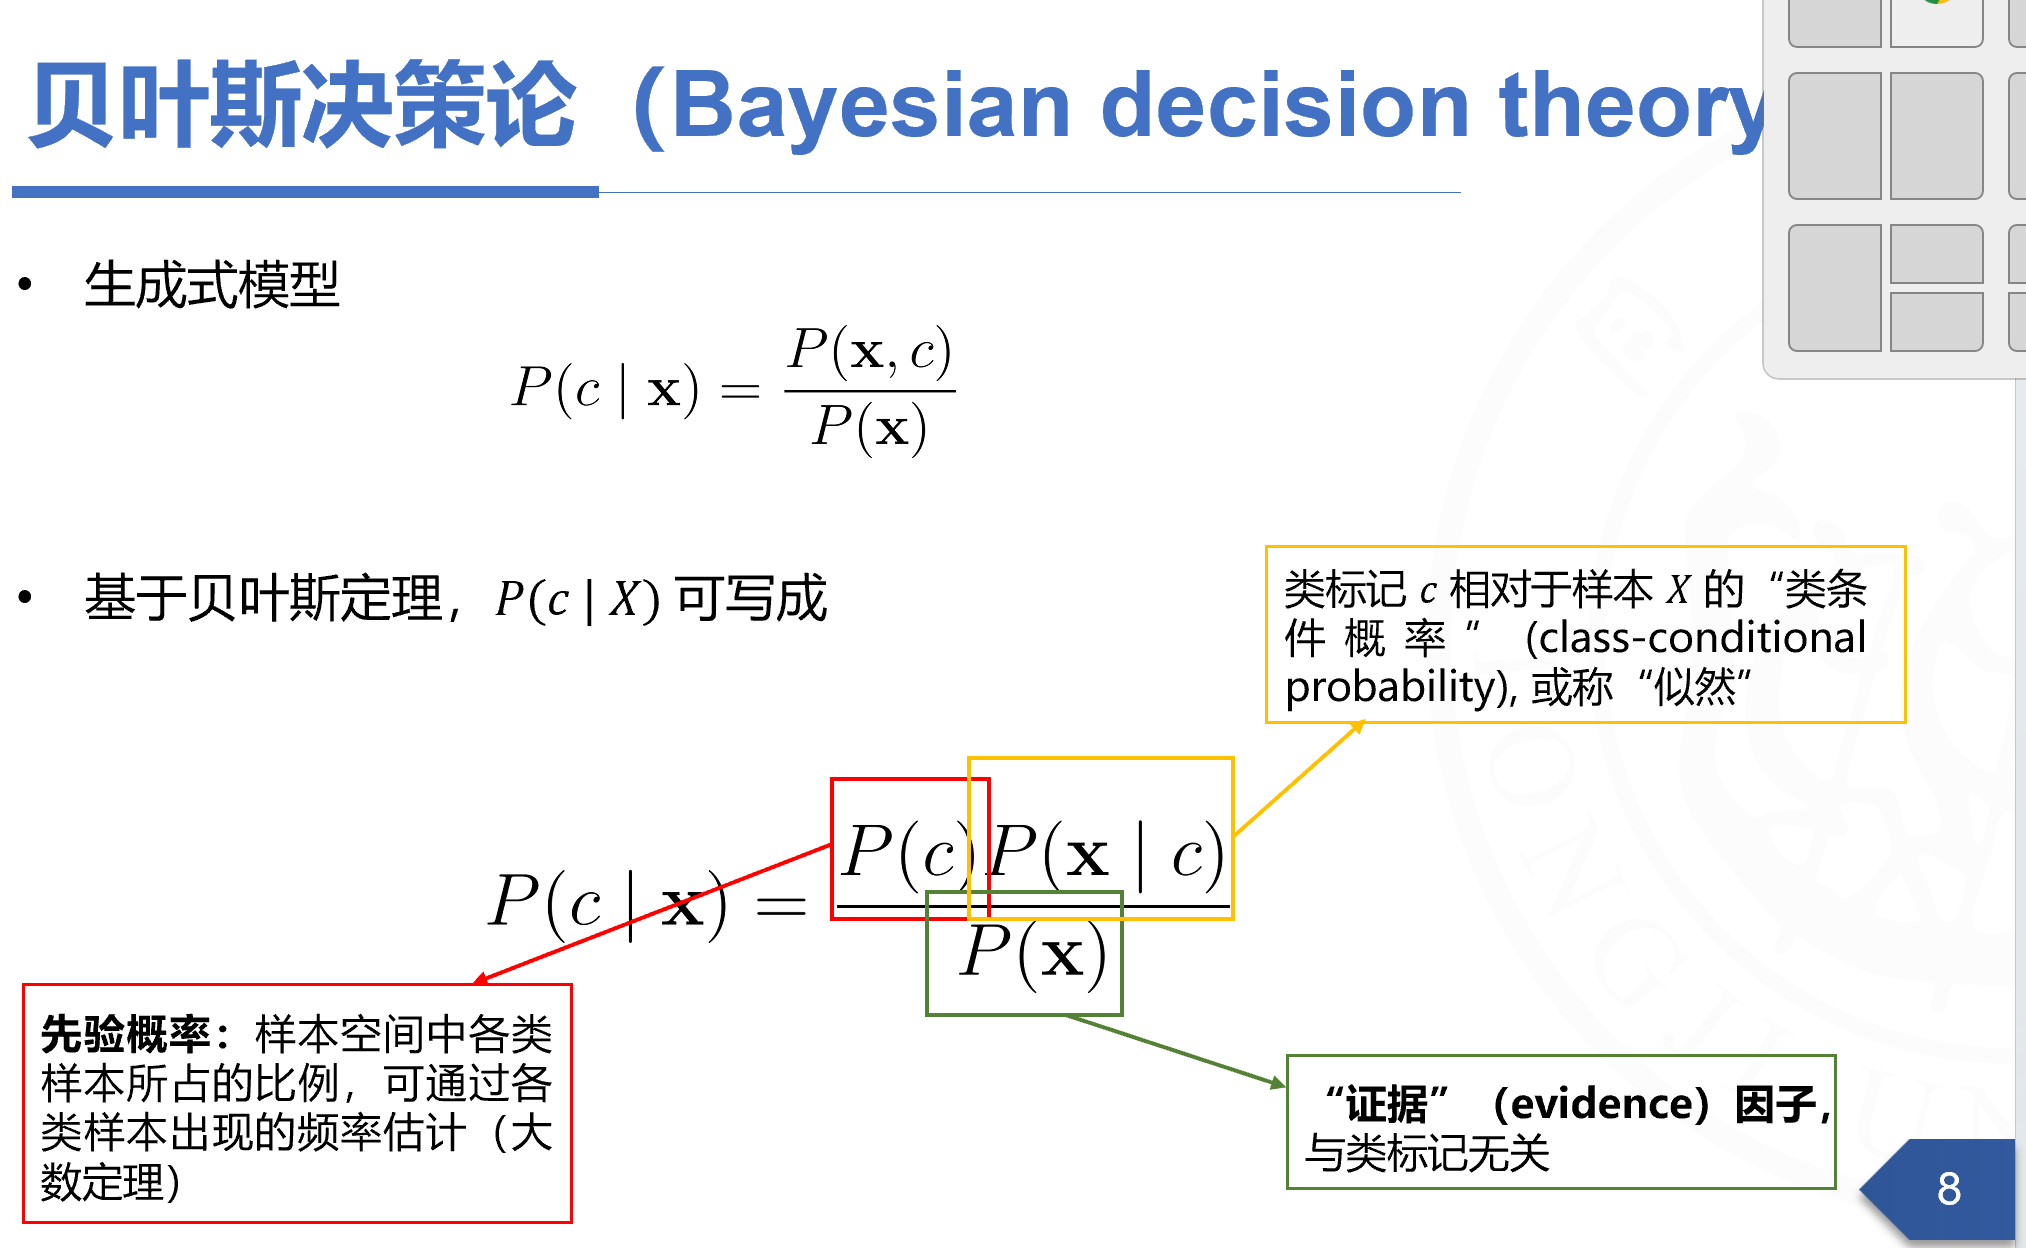 贝叶斯决策论（Bayesian decision theory
• 生成式模型
P(c | x) = P(x, c) / P(x)
• 基于贝叶斯定理，P(c | X) 可写成
类标记 c 相对于样本 X 的“类条
件概率”(class-conditional
probability), 或称“似然”
P(c | x) = P(c)P(x | c) / P(x)
先验概率：样本空间中各类
样本所占的比例，可通过各
类样本出现的频率估计（大
数定理）
“证据”（evidence）因子，
与类标记无关
8